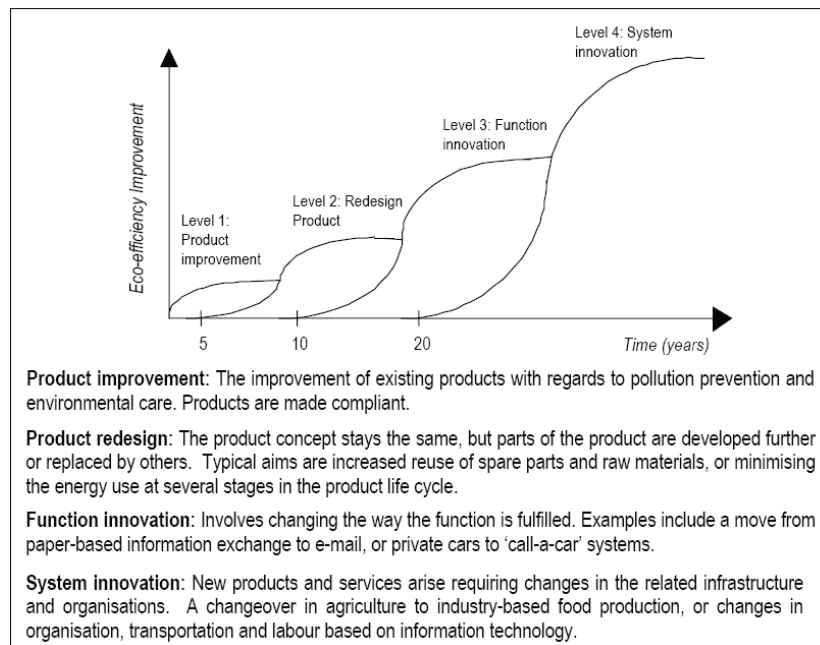 Level 4: System
innovation
Level 3: Function
innovation
Level 2: Redesign
Product
Level 1:
Product
improvement
Eco-efficiency Improvement
5
10
20
Time (years)
Product improvement: The improvement of existing products with regards to pollution prevention and
environmental care. Products are made compliant.
Product redesign: The product concept stays the same, but parts of the product are developed further
or replaced by others. Typical aims are increased reuse of spare parts and raw materials, or minimising
the energy use at several stages in the product life cycle.
Function innovation: Involves changing the way the function is fulfilled. Examples include a move from
paper-based information exchange to e-mail, or private cars to ‘call-a-car’ systems.
System innovation: New products and services arise requiring changes in the related infrastructure
and organisations. A changeover in agriculture to industry-based food production, or changes in
organisation, transportation and labour based on information technology.